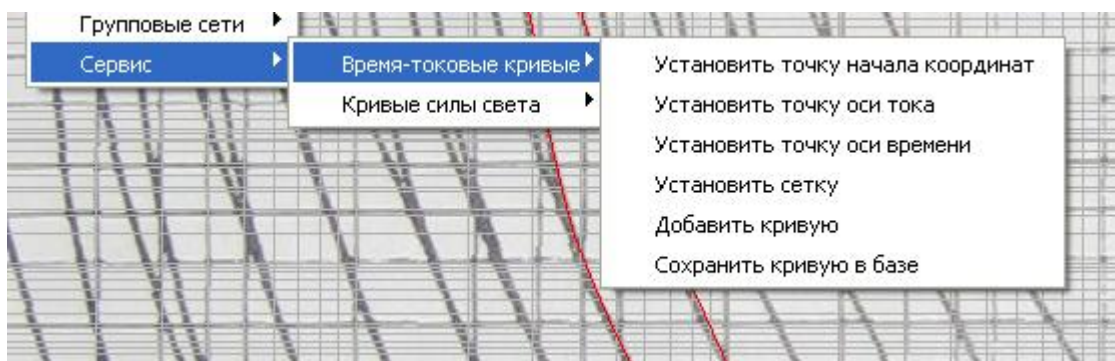 Групповые сети
Сервис
Время-токовые кривые
Кривые силы света
Установить точку начала координат
Установить точку оси тока
Установить точку оси времени
Установить сетку
Добавить кривую
Сохранить кривую в базе